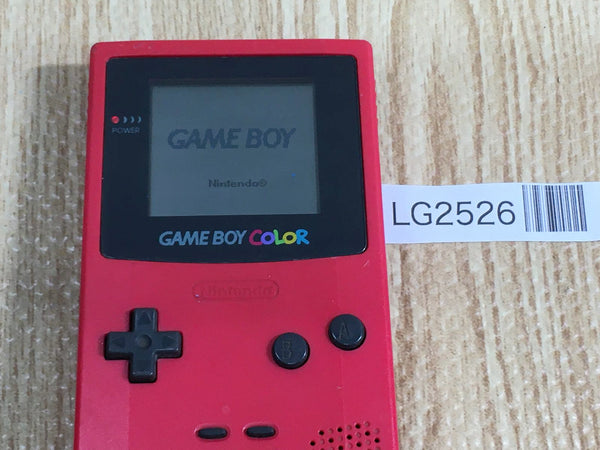 POWER
GAME BOY
Nintendo®
GAME BOY COLOR
LG2526
Nintendo
B
A